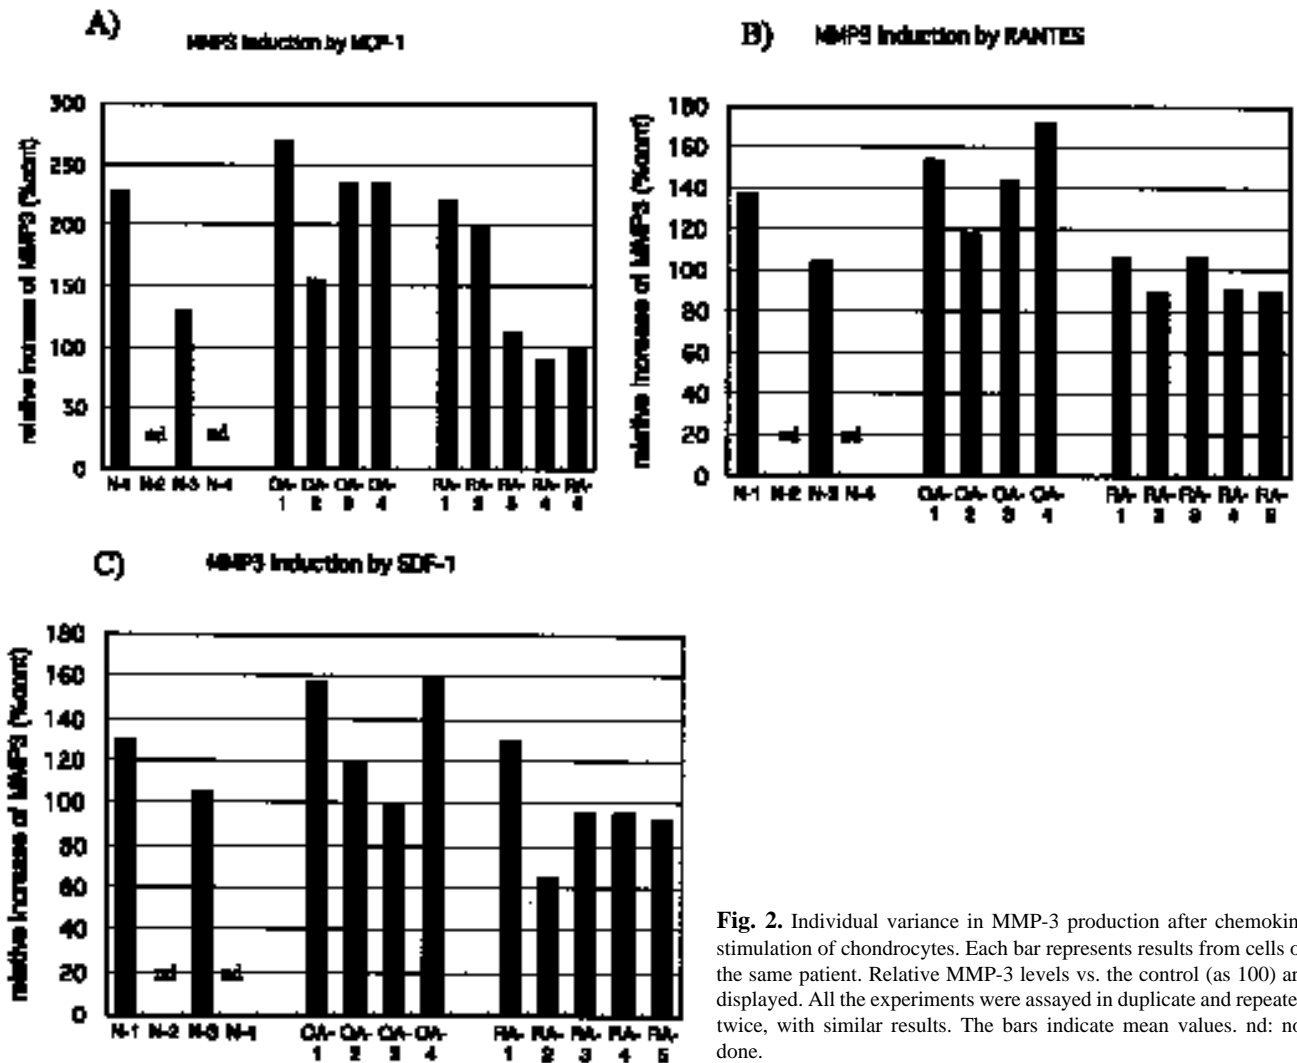 A)
MMP3 Induction by MCP-1
relative increase of MMP3 (%cont)
300
250
200
150
100
50
0
nd
nd
N-1 N-2 N-3 N-4 OA-1 OA-2 OA-3 OA-4 RA-1 RA-2 RA-3 RA-4 RA-5
B)
MMP3 Induction by RANTES
relative increase of MMP3 (%cont)
180
160
140
120
100
80
60
40
20
0
nd
nd
N-1 N-2 N-3 N-4 OA-1 OA-2 OA-3 OA-4 RA-1 RA-2 RA-3 RA-4 RA-5
C)
MMP3 Induction by SDF-1
relative increase of MMP3 (%cont)
180
160
140
120
100
80
60
40
20
0
nd
nd
N-1 N-2 N-3 N-4 OA-1 OA-2 OA-3 OA-4 RA-1 RA-2 RA-3 RA-4 RA-5
Fig. 2. Individual variance in MMP-3 production after chemokin
stimulation of chondrocytes. Each bar represents results from cells o
the same patient. Relative MMP-3 levels vs. the control (as 100) ar
displayed. All the experiments were assayed in duplicate and repeate
twice, with similar results. The bars indicate mean values. nd: no
done.